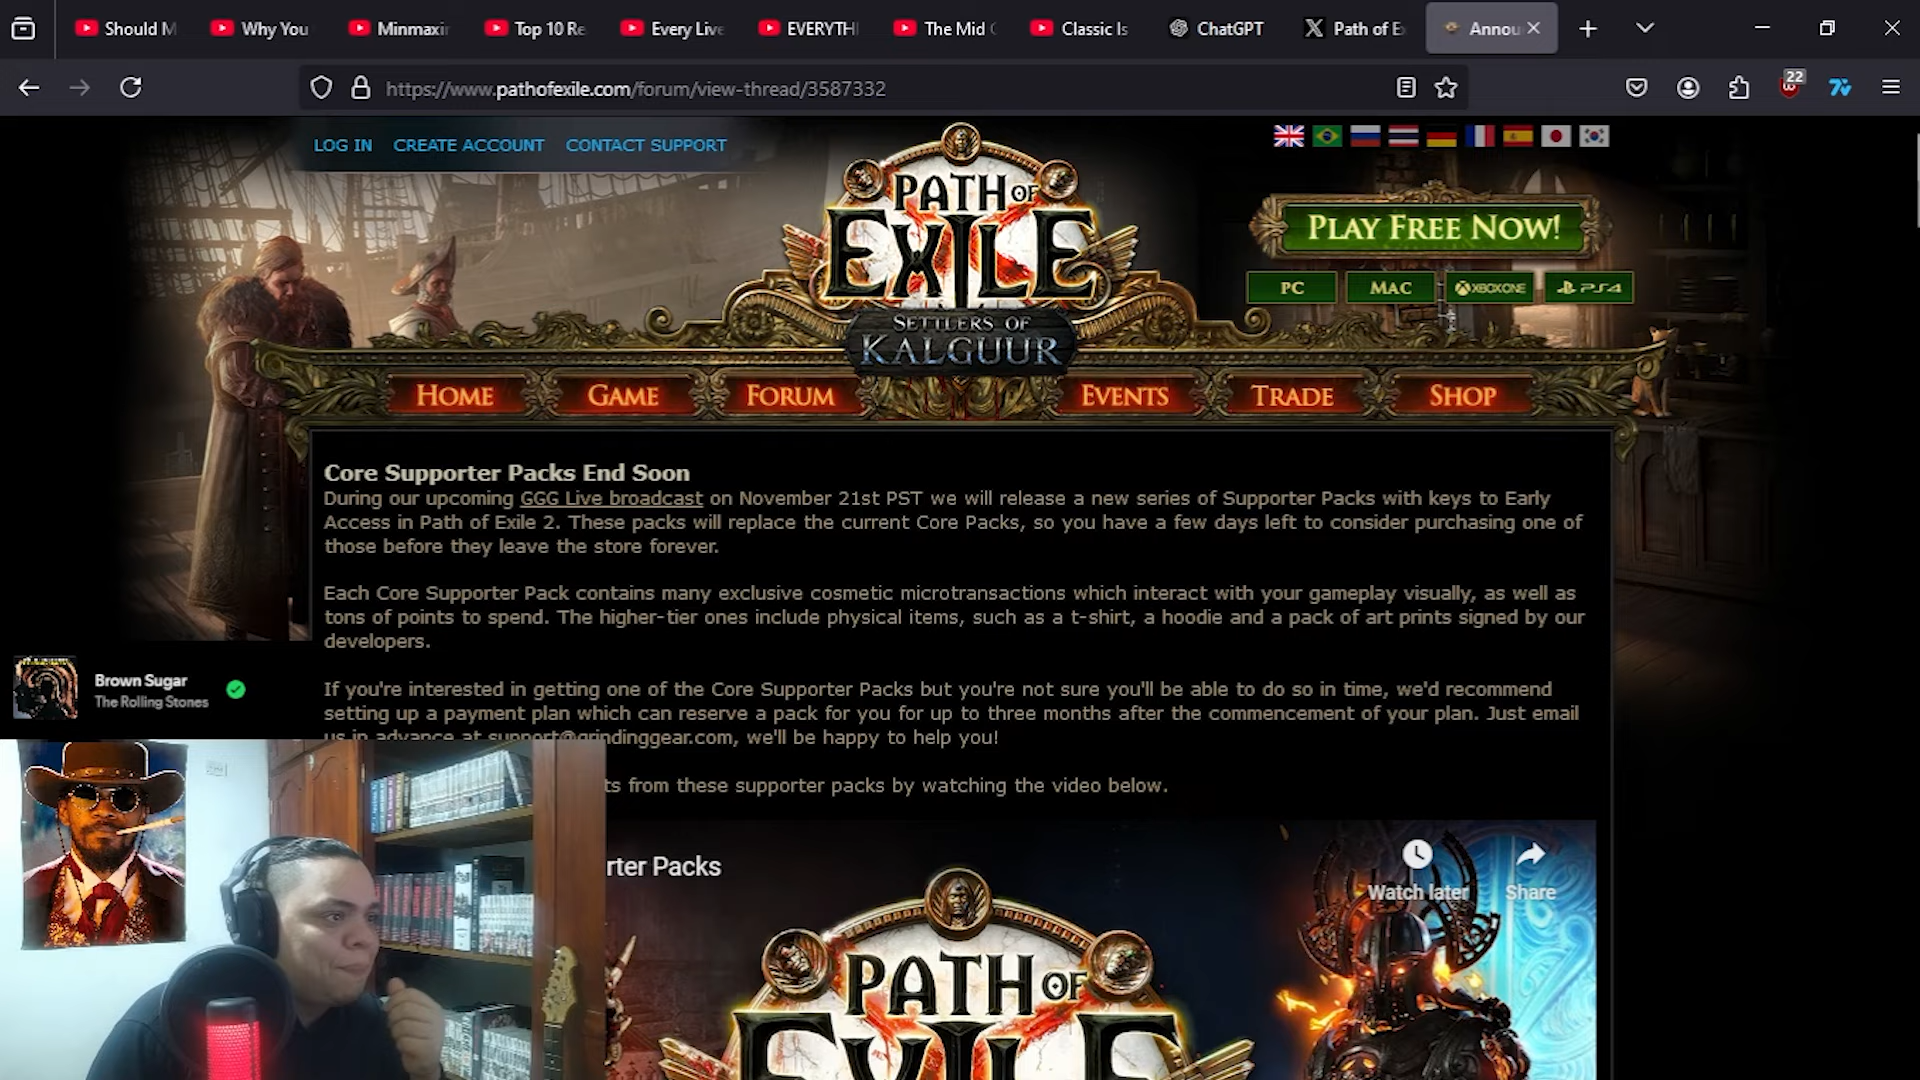 Should M
Why You
Minmaxin
Top 10 Re
Every Live
EVERYTHI
The Mid
Classic Is
ChatGPT
Path of Ex
Annou
https://www.pathofexile.com/forum/view-thread/3587332
22
LOG IN CREATE ACCOUNT CONTACT SUPPORT
PATH OF
EXILE
SETTLERS OF
KALGUUR
PLAY FREE NOW!
PC MAC XBOX ONE PS4
HOME GAME FORUM EVENTS TRADE SHOP
Core Supporter Packs End Soon
During our upcoming GGG Live broadcast on November 21st PST we will release a new series of Supporter Packs with keys to Early
Access in Path of Exile 2. These packs will replace the current Core Packs, so you have a few days left to consider purchasing one of
those before they leave the store forever.
Each Core Supporter Pack contains many exclusive cosmetic microtransactions which interact with your gameplay visually, as well as
tons of points to spend. The higher-tier ones include physical items, such as a t-shirt, a hoodie and a pack of art prints signed by our
developers.
If you're interested in getting one of the Core Supporter Packs but you're not sure you'll be able to do so in time, we'd recommend
setting up a payment plan which can reserve a pack for you for up to three months after the commencement of your plan. Just email
us in advance at support@grindinggear.com, we'll be happy to help you!
ts from these supporter packs by watching the video below.
Brown Sugar
The Rolling Stones
rter Packs
Watch later Share
PATH OF
EXILE